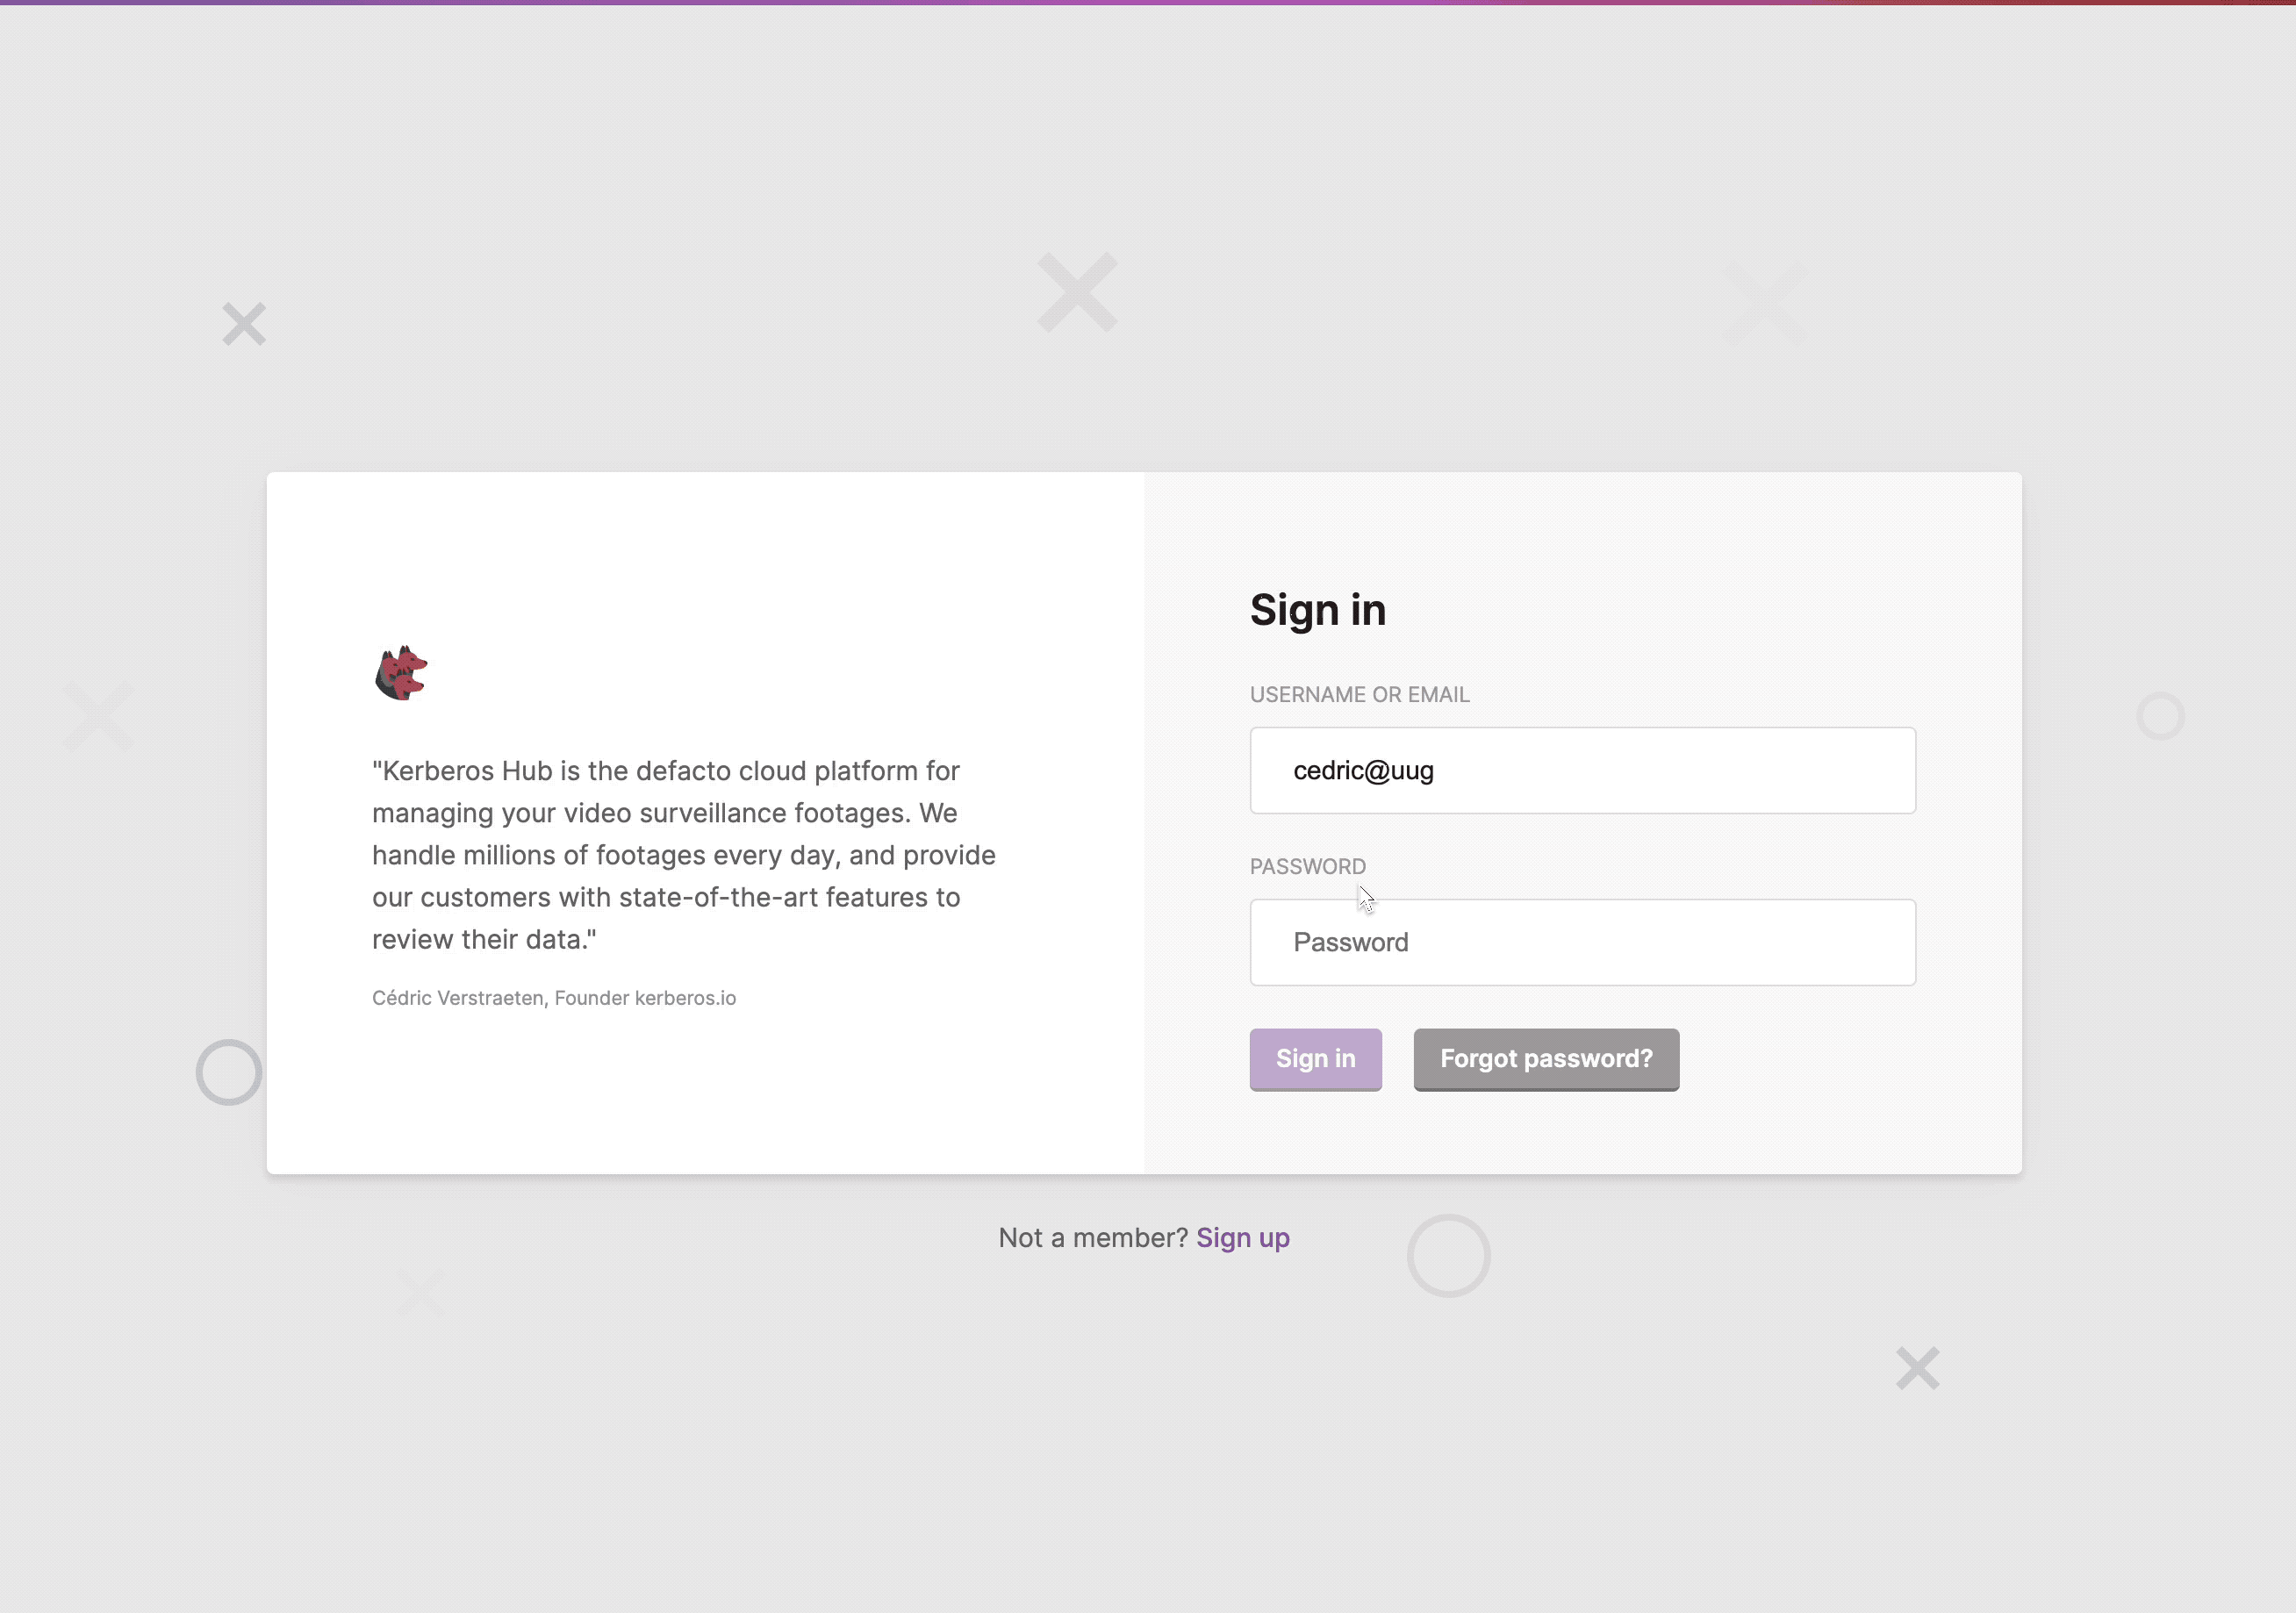 "Kerberos Hub is the defacto cloud platform for
managing your video surveillance footages. We
handle millions of footages every day, and provide
our customers with state-of-the-art features to
review their data."
Cédric Verstraeten, Founder kerberos.io
Sign in
USERNAME OR EMAIL
cedric@uug
PASSWORD
Password
Sign in
Forgot password?
Not a member? Sign up